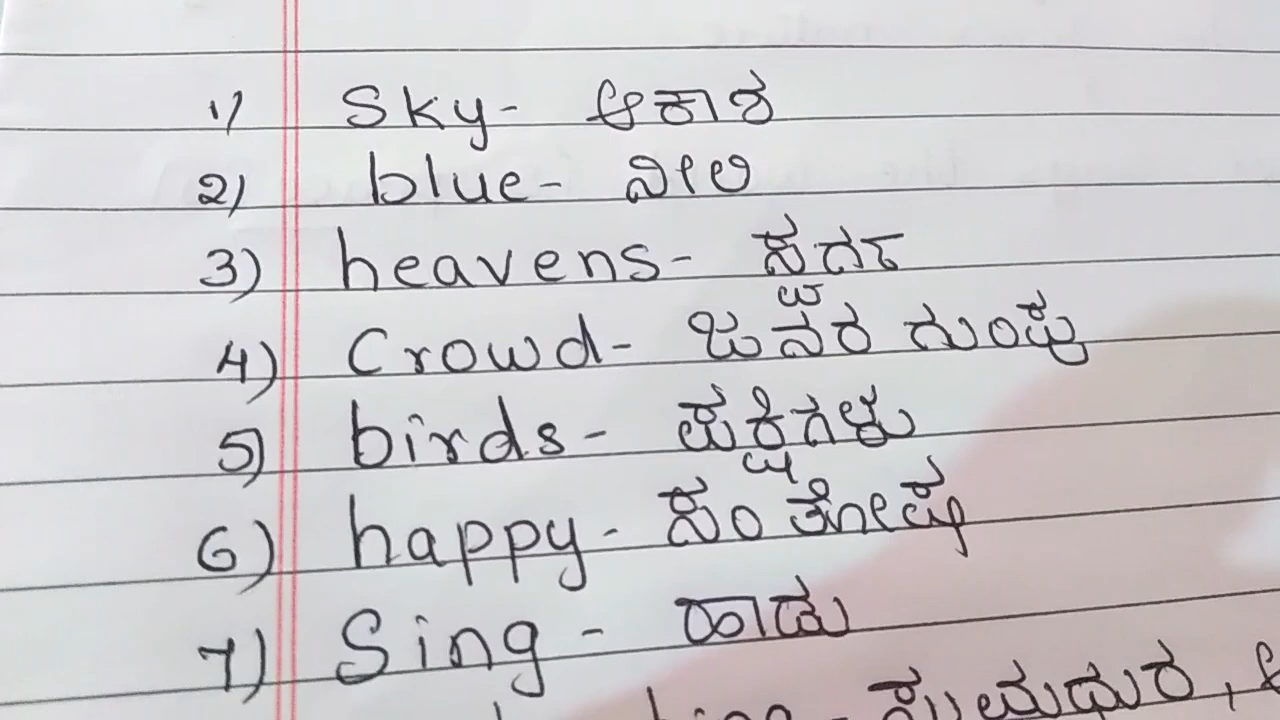 1) Sky- ಆಕಾಶ
2) blue- ನೀಲಿ
3) heavens- ಸ್ವರ್ಗ
4) Crowd- ಜನರ ಗುಂಪು
5) birds- ಪಕ್ಷಿಗಳು
6) happy- ಸಂತೋಷ
7) Sing- ಹಾಡು
ಸುಮಧುರ,